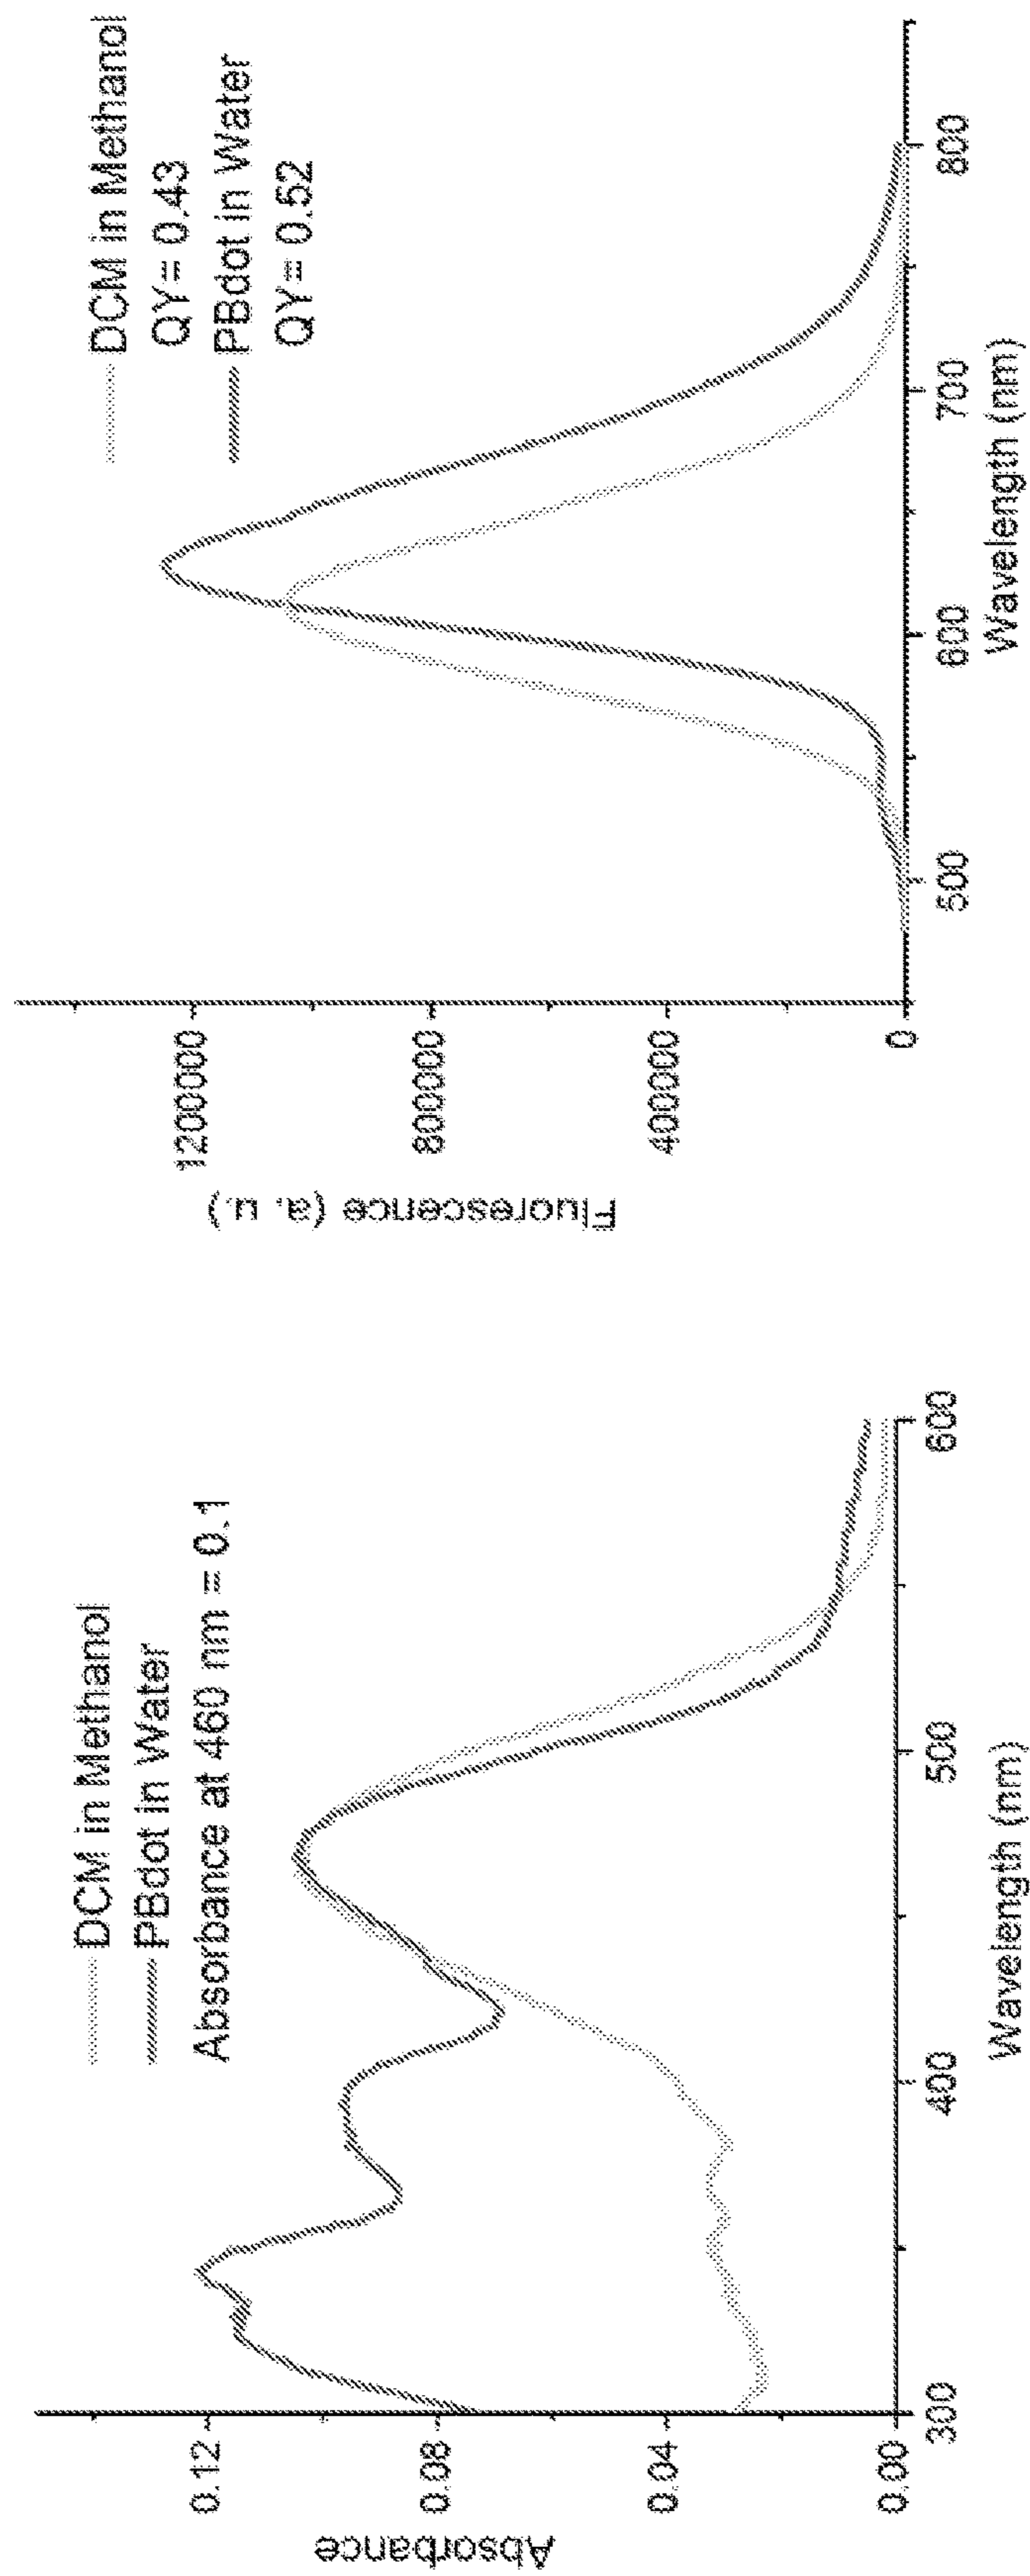 DCM in Methanol
PBdot in Water
Absorbance at 460 nm = 0.1
0.12
0.08
0.04
0.00
Absorbance
300
400
500
600
Wavelength (nm)
DCM in Methanol
QY= 0.43
PBdot in Water
QY= 0.52
1200000
800000
400000
0
Fluorescence (a. u.)
500
600
700
800
Wavelength (nm)